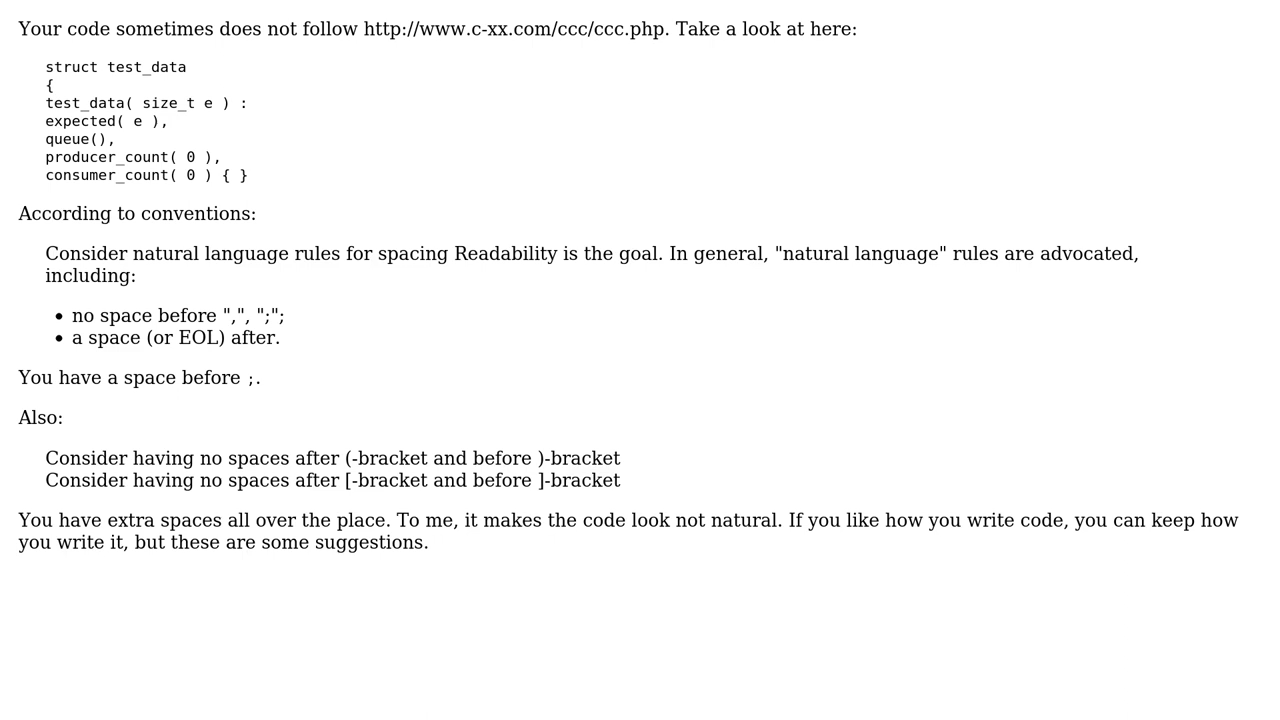 Your code sometimes does not follow http://www.c-xx.com/ccc/ccc.php. Take a look at here:
struct test_data
{
test_data( size_t e ) :
expected( e ),
queue(),
producer_count( 0 ),
consumer_count( 0 ) { }
According to conventions:
Consider natural language rules for spacing Readability is the goal. In general, "natural language" rules are advocated,
including:
• no space before ",", ";";
• a space (or EOL) after.
You have a space before ;.
Also:
Consider having no spaces after (-bracket and before )-bracket
Consider having no spaces after [-bracket and before ]-bracket
You have extra spaces all over the place. To me, it makes the code look not natural. If you like how you write code, you can keep how
you write it, but these are some suggestions.